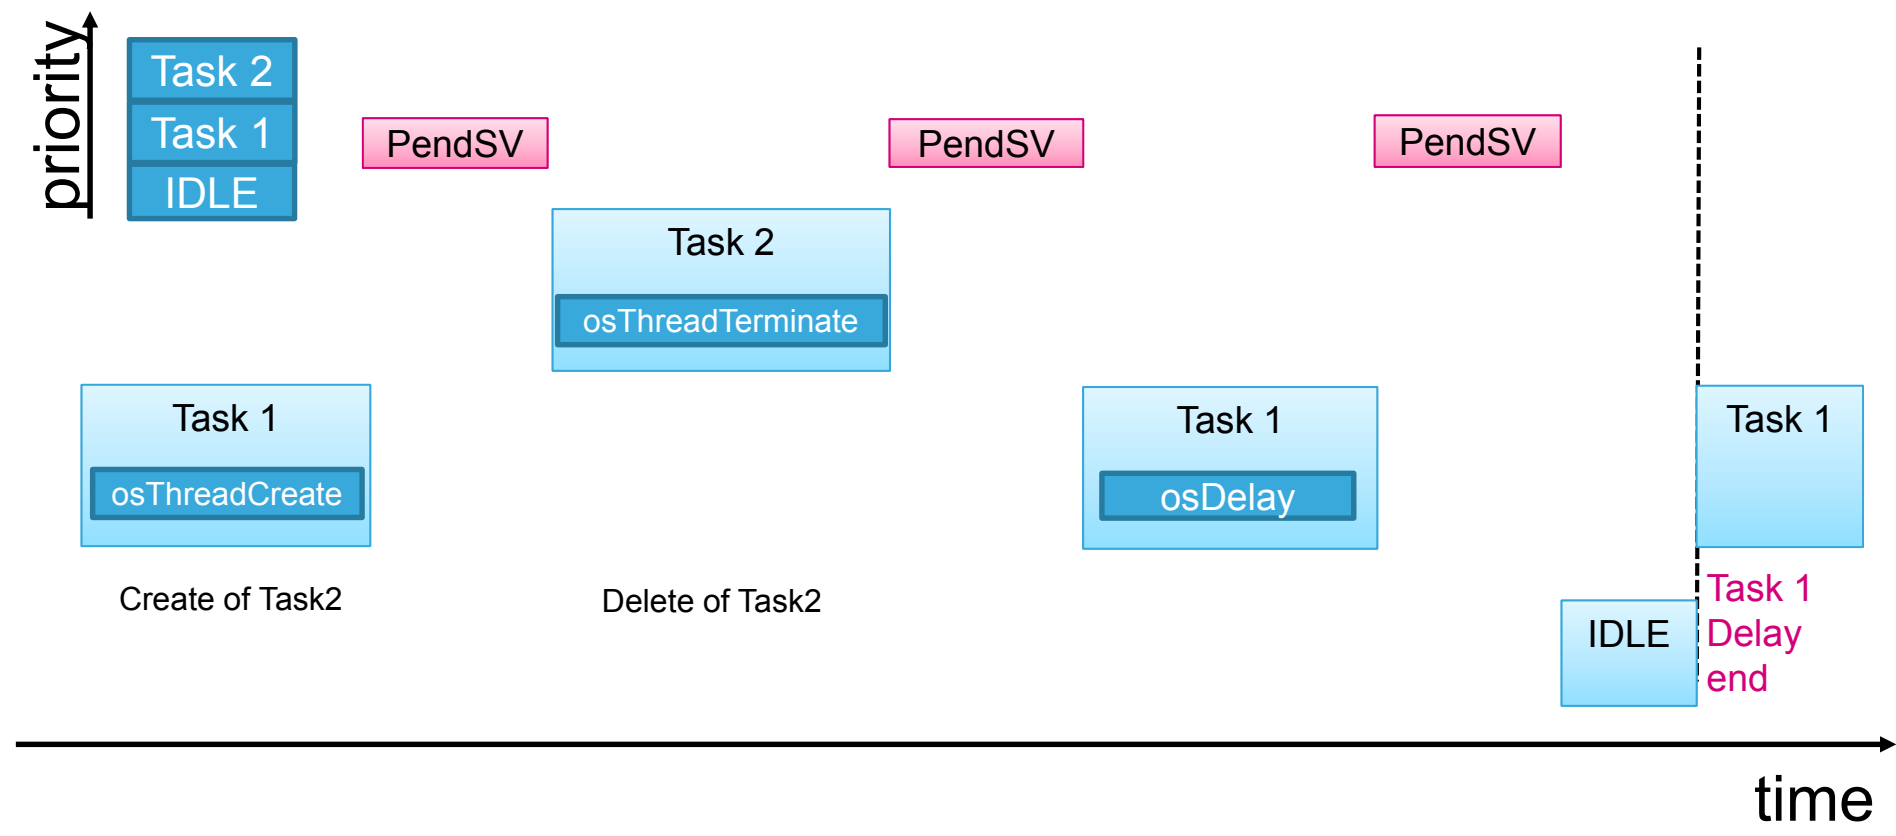 priority
Task 2
Task 1
IDLE
PendSV
PendSV
PendSV
Task 2
osThreadTerminate
Task 1
osThreadCreate
Task 1
osDelay
Task 1
Create of Task2
Delete of Task2
IDLE
Task 1
Delay
end
time